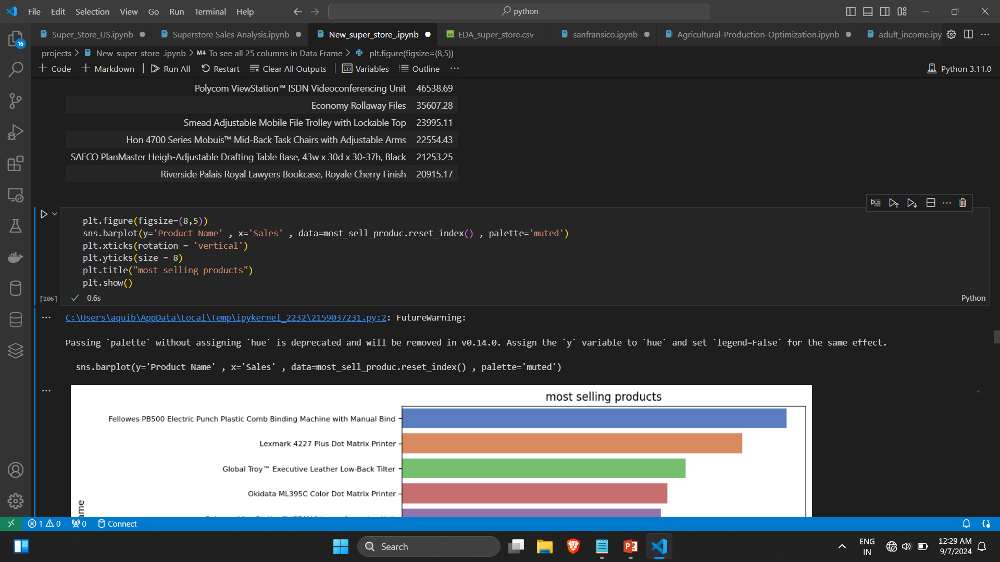 File Edit Selection View Go Run Terminal Help
python
Super_Store_US.ipynb Superstore Sales Analysis.ipynb New_super_store_.ipynb EDA_super_store.csv sanfransico.ipynb Agricultural-Production-Optimization.ipynb adult_income.ipy
16
projects New_super_store_.ipynb M↓ To see all 25 columns in Data Frame plt.figure(figsize=(8,5))
Code Markdown Run All Restart Clear All Outputs Variables Outline ··· Python 3.11.0
Polycom ViewStation™ ISDN Videoconferencing Unit 46538.69
Economy Rollaway Files 35607.28
Smead Adjustable Mobile File Trolley with Lockable Top 23995.11
Hon 4700 Series Mobuis™ Mid-Back Task Chairs with Adjustable Arms 22554.43
SAFCO PlanMaster Heigh-Adjustable Drafting Table Base, 43w x 30d x 30-37h, Black 21253.25
Riverside Palais Royal Lawyers Bookcase, Royale Cherry Finish 20915.17
plt.figure(figsize=(8,5))
sns.barplot(y='Product Name' , x='Sales' , data=most_sell_produc.reset_index() , palette='muted')
plt.xticks(rotation = 'vertical')
plt.yticks(size = 8)
plt.title("most selling products")
plt.show()
[106] 0.6s Python
C:\Users\aquib\AppData\Local\Temp\ipykernel_2232\2159037231.py:2: FutureWarning:
Passing `palette` without assigning `hue` is deprecated and will be removed in v0.14.0. Assign the `y` variable to `hue` and set `legend=False` for the same effect.
sns.barplot(y='Product Name' , x='Sales' , data=most_sell_produc.reset_index() , palette='muted')
most selling products
Fellowes PB500 Electric Punch Plastic Comb Binding Machine with Manual Bind
Lexmark 4227 Plus Dot Matrix Printer
Global Troy™ Executive Leather Low-Back Tilter
Okidata ML395C Color Dot Matrix Printer
ame
1 0 0 Connect
Search
ENG
IN
12:29 AM
9/7/2024